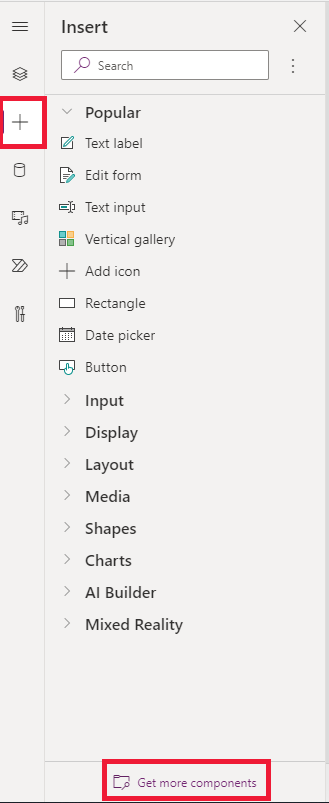 Insert
Search
Popular
Text label
Edit form
Text input
Vertical gallery
Add icon
Rectangle
Date picker
Button
Input
Display
Layout
Media
Shapes
Charts
AI Builder
Mixed Reality
Get more components